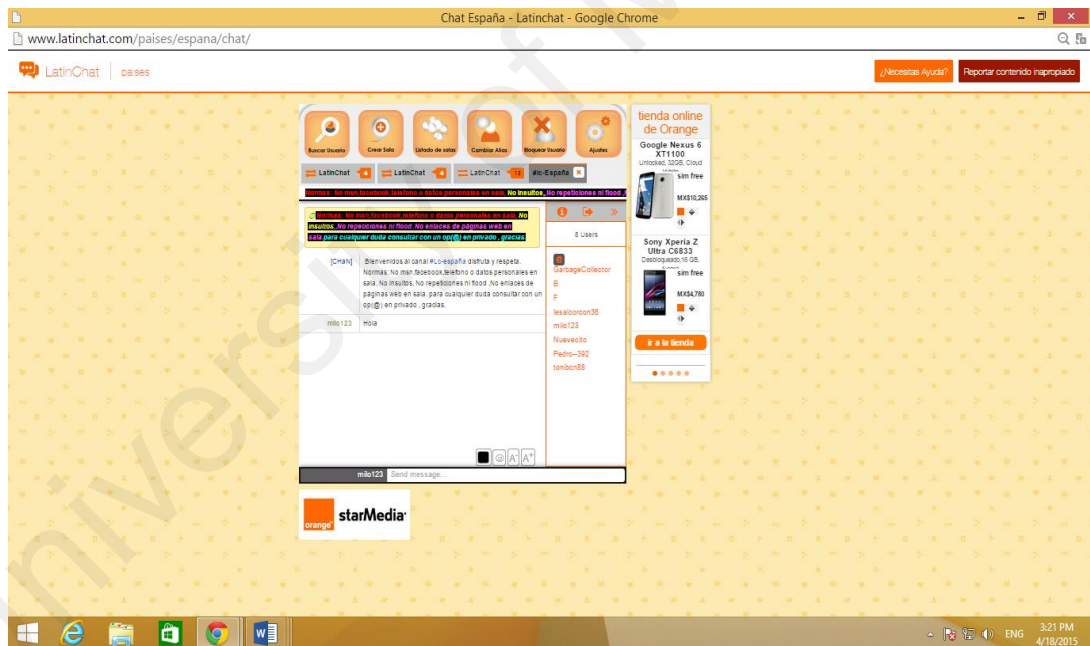 Chat España - Latinchat - Google Chrome
www.latinchat.com/paises/espana/chat/
LatinChat paises
¿Necesitas Ayuda? Reportar contenido inapropiado
Buscar Usuario Crear Sala Listado de salas Cambiar Alias Bloquear Usuario Ajustes
LatinChat 4 LatinChat 4 LatinChat 12 #lc-España
Normas: No msn,facebook,telefono o datos personales en sala. No insultos, No repeticiones ni flood
Normas: No msn,facebook,telefono o datos personales en sala. No
insultos, No repeticiones ni flood ,No enlaces de páginas web en
sala para cualquier duda consultar con un op(@) en privado , gracias.
8 Users
[CHaN] Bienvenidos al canal #Lc-españa disfruta y respeta.
Normas: No msn,facebook,telefono o datos personales en
sala. No insultos, No repeticiones ni flood ,No enlaces de
páginas web en sala. para cualquier duda consultar con un
op(@) en privado , gracias.
milo123 Hola
GarbageCollector
B
F
lesalcorcon36
milo123
Nuevecito
Pedro--392
tonibcn88
@ A- A+
milo123 Send message...
tienda online
de Orange
Google Nexus 6
XT1100
Unlocked, 32GB, Cloud
sim free
MX$10,265
Sony Xperia Z
Ultra C6833
Desbloqueado,16 GB,
sim free
MX$4,780
ir a la tienda
orange starMedia
ENG
3:21 PM
4/18/2015
University of M